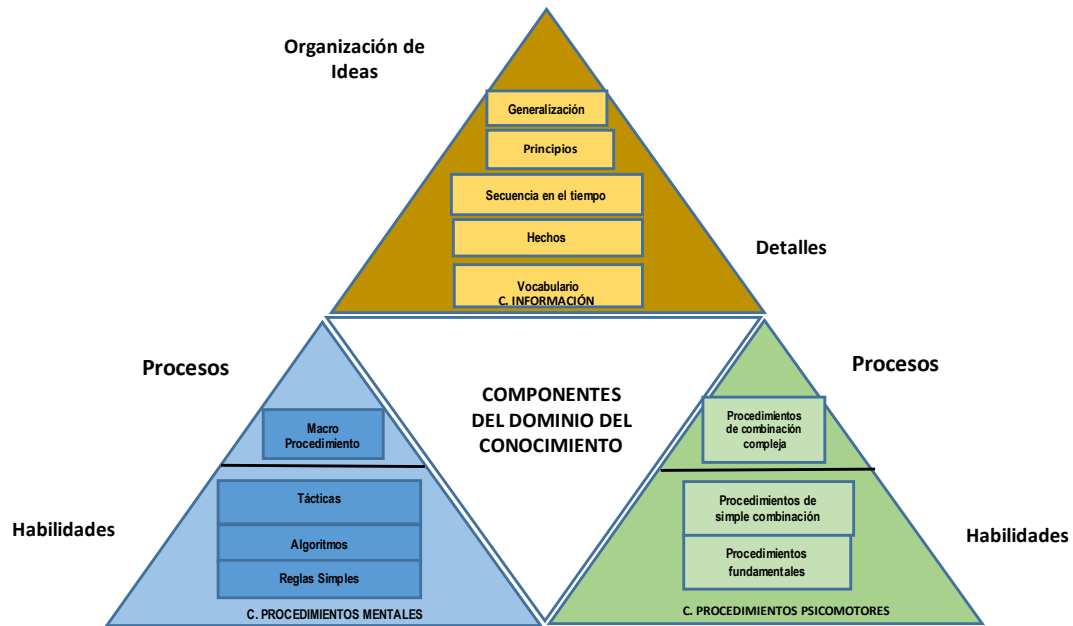 Organización de
Ideas
Generalización
Principios
Secuencia en el tiempo
Hechos
Detalles
Vocabulario
C. INFORMACIÓN
COMPONENTES
DEL DOMINIO DEL
CONOCIMIENTO
Procesos
Macro
Procedimiento
Habilidades
Tácticas
Algoritmos
Reglas Simples
C. PROCEDIMIENTOS MENTALES
Procesos
Procedimientos
de combinación
compleja
Habilidades
Procedimientos de
simple combinación
Procedimientos
fundamentales
C. PROCEDIMIENTOS PSICOMOTORES